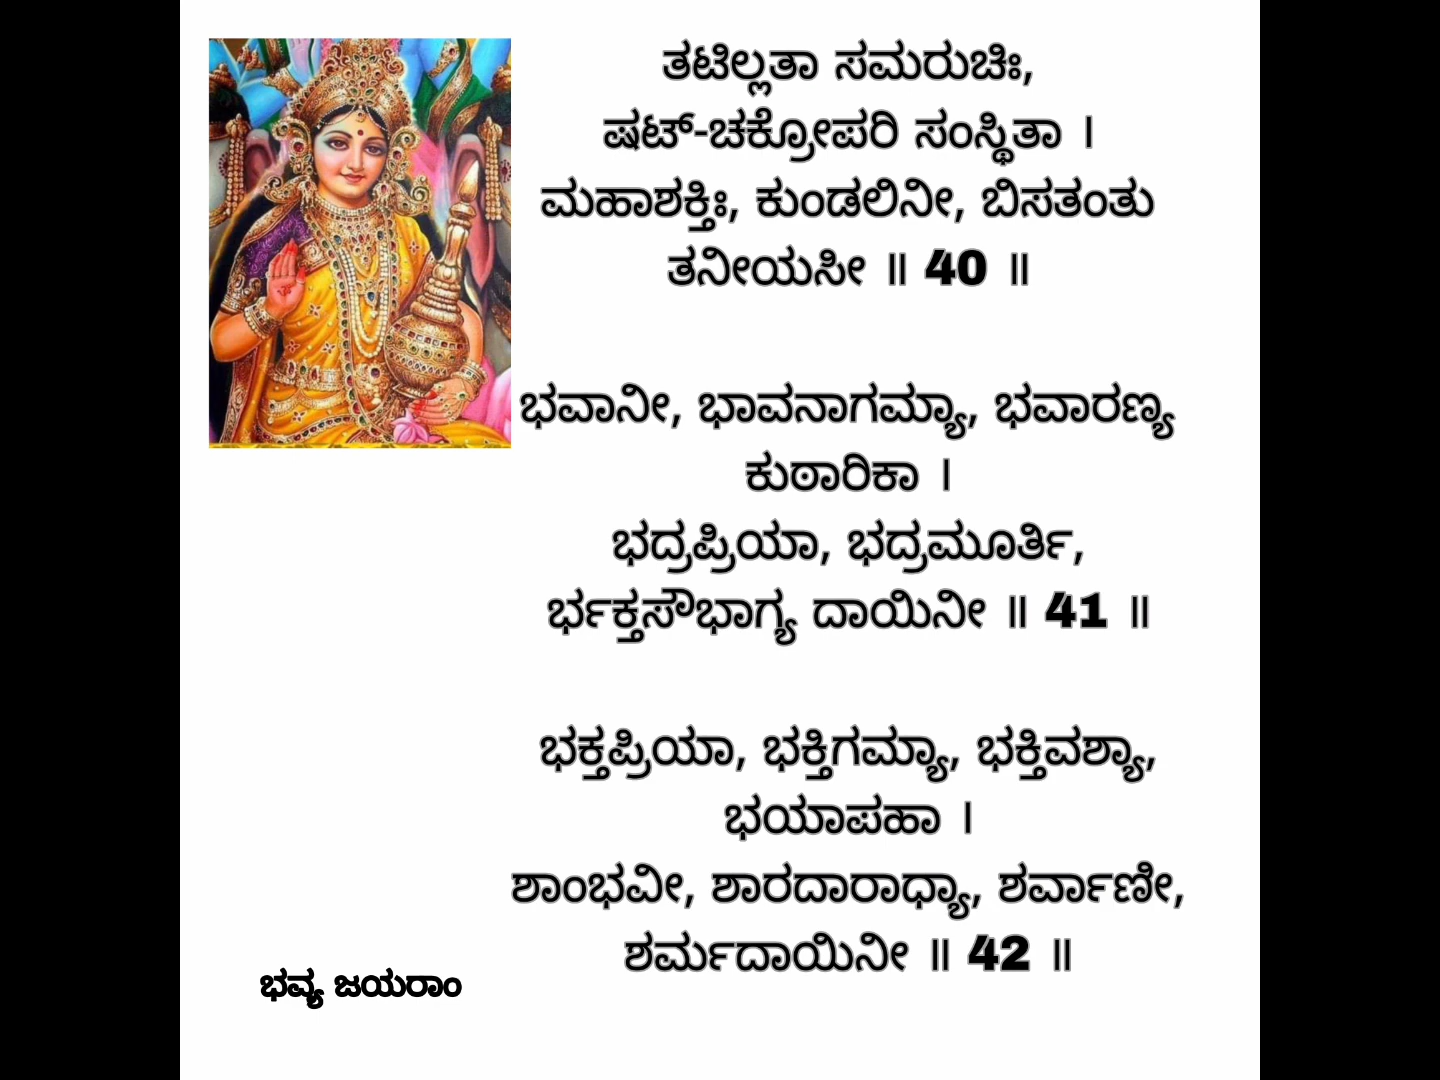 ತಟಿಲ್ಲತಾ ಸಮರುಚಿಃ,
ಷಟ್-ಚಕ್ರೋಪರಿ ಸಂಸ್ಥಿತಾ ।
ಮಹಾಶಕ್ತಿಃ, ಕುಂಡಲಿನೀ, ಬಿಸತಂತು
ತನೀಯಸೀ ॥ 40 ॥
ಭವಾನೀ, ಭಾವನಾಗಮ್ಯಾ, ಭವಾರಣ್ಯ
ಕುಠಾರಿಕಾ ।
ಭದ್ರಪ್ರಿಯಾ, ಭದ್ರಮೂರ್ತಿ,
ರ್ಭಕ್ತಸೌಭಾಗ್ಯ ದಾಯಿನೀ ॥ 41 ॥
ಭಕ್ತಪ್ರಿಯಾ, ಭಕ್ತಿಗಮ್ಯಾ, ಭಕ್ತಿವಶ್ಯಾ,
ಭಯಾಪಹಾ ।
ಶಾಂಭವೀ, ಶಾರದಾರಾಧ್ಯಾ, ಶರ್ವಾಣೀ,
ಶರ್ಮದಾಯಿನೀ ॥ 42 ॥
ಭವ್ಯ ಜಯರಾಂ